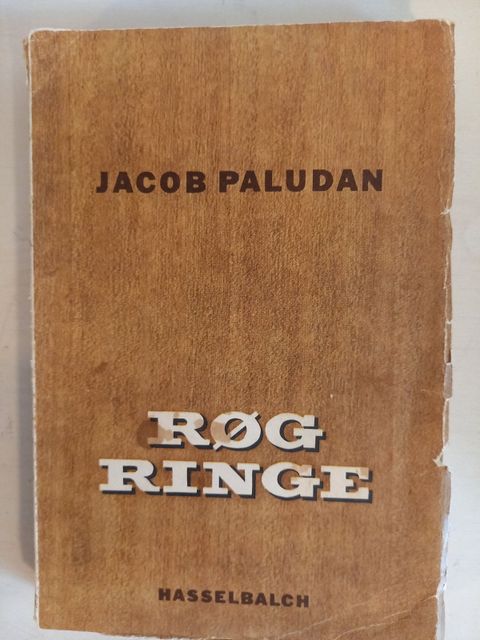 JACOB PALUDAN
RØG
RINGE
HASSELBALCH